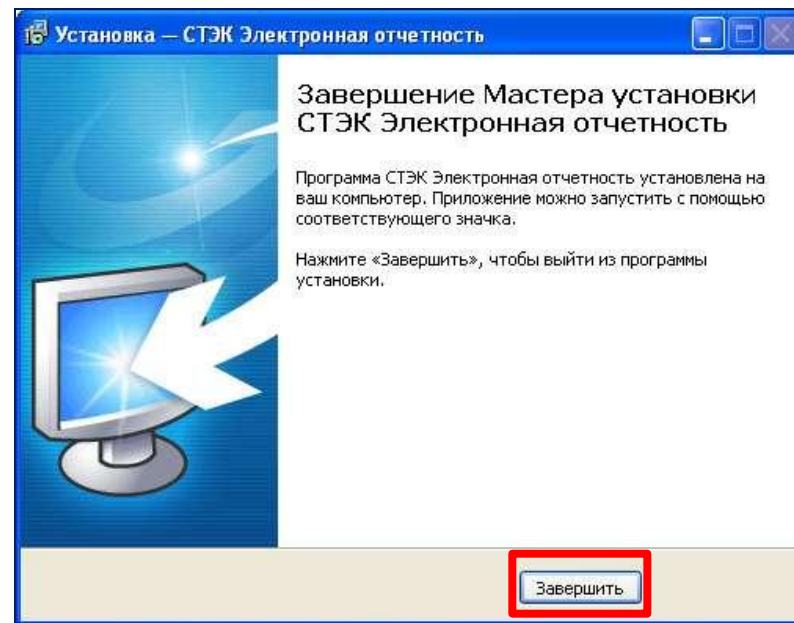 Установка — СТЭК Электронная отчетность
Завершение Мастера установки
СТЭК Электронная отчетность
Программа СТЭК Электронная отчетность установлена на
ваш компьютер. Приложение можно запустить с помощью
соответствующего значка.
Нажмите «Завершить», чтобы выйти из программы
установки.
Завершить